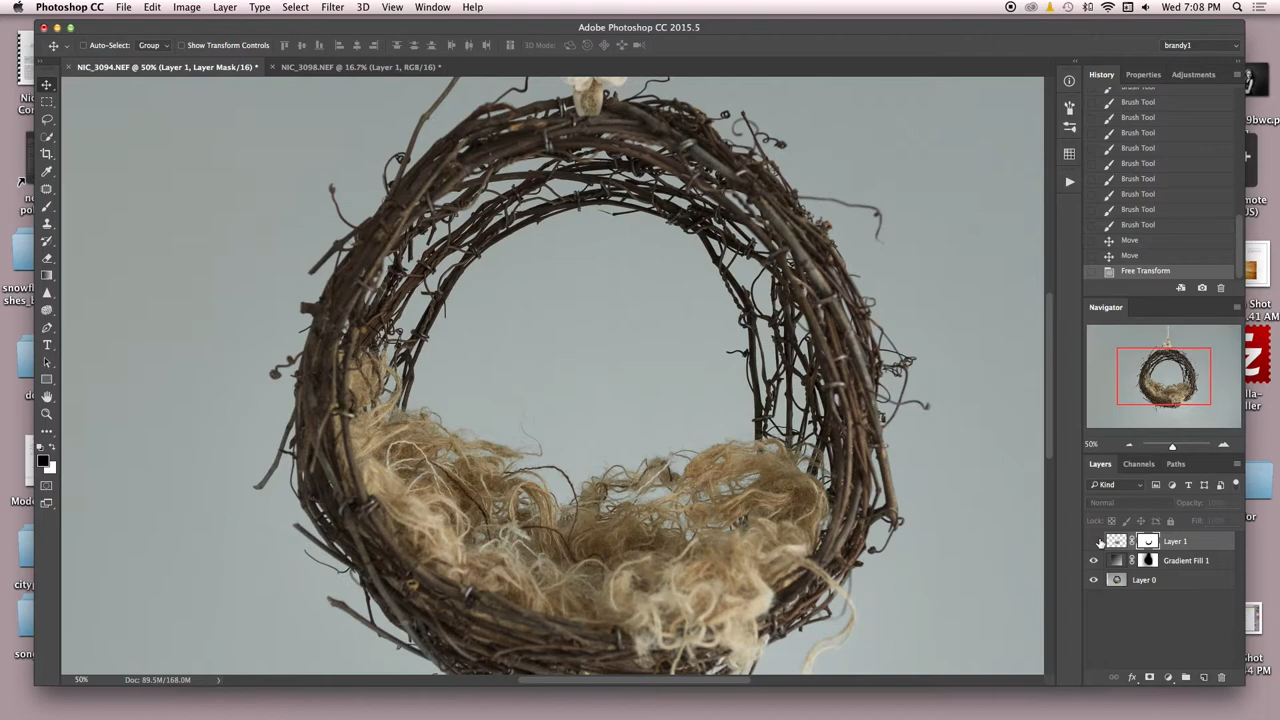 Photoshop CC File Edit Image Layer Type Select Filter 3D View Window Help Wed 7:08 PM
Adobe Photoshop CC 2015.5
Auto-Select: Group Show Transform Controls 3D Mode: brandy1
NIC_3094.NEF @ 50% (Layer 1, Layer Mask/16) * NIC_3098.NEF @ 16.7% (Layer 1, RGB/16) *
History Properties Adjustments
Brush Tool
Brush Tool
Brush Tool
Brush Tool
Brush Tool
Brush Tool
Brush Tool
Brush Tool
Brush Tool
Brush Tool
Move
Move
Free Transform
Navigator
50%
Layers Channels Paths
Kind
Normal Opacity:
Lock: Fill:
Layer 1
Gradient Fill 1
Layer 0
50% Doc: 89.5M/168.0M